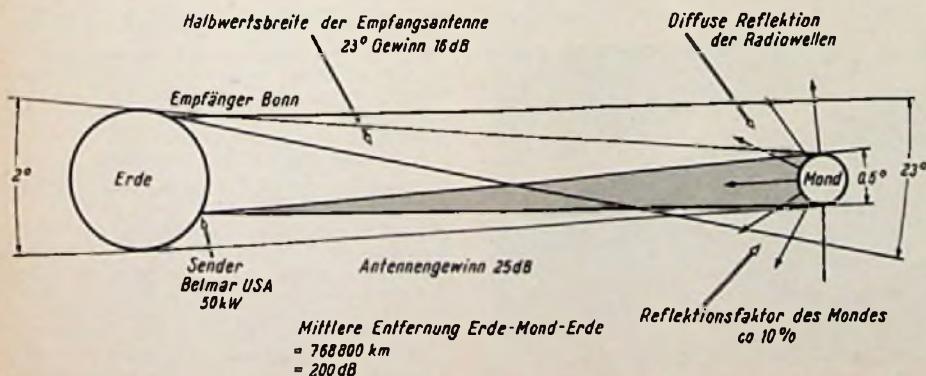 Halbwertsbreite der Empfangsantenne
23° Gewinn 16dB
Diffuse Reflektion
der Radiowellen
Empfänger Bonn
2°
Erde
Mond
0,5°
23°
Sender
Belmar USA
50kW
Antennengewinn 25dB
Reflektionsfaktor des Mondes
ca 10%
Mittlere Entfernung Erde-Mond-Erde
= 768800 km
= 200dB